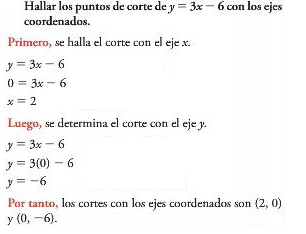 Hallar los puntos de corte de y = 3x − 6 con los ejes
coordenados.
Primero, se halla el corte con el eje x.
y = 3x − 6
0 = 3x − 6
x = 2
Luego, se determina el corte con el eje y.
y = 3x − 6
y = 3(0) − 6
y = −6
Por tanto, los cortes con los ejes coordenados son (2, 0)
y (0, −6).